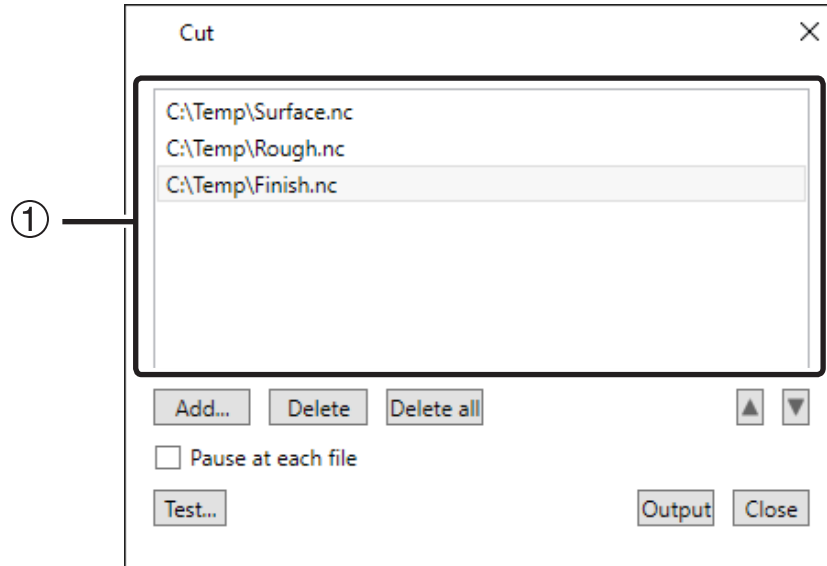 Cut
C:\Temp\Surface.nc
C:\Temp\Rough.nc
C:\Temp\Finish.nc
①
Add... Delete Delete all
Pause at each file
Test... Output Close